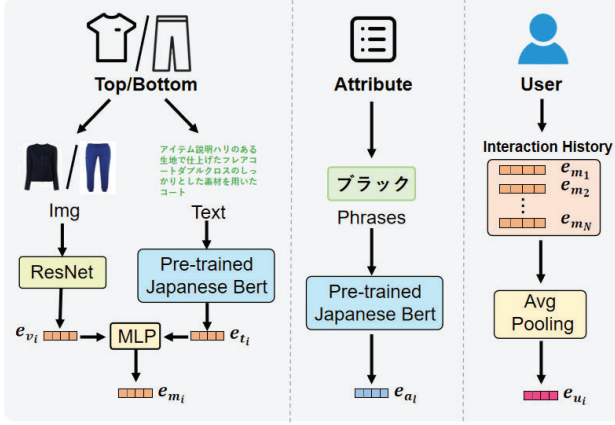 Top/Bottom
アイテム説明ハリのある
生地で仕上げたフレアコ
ートダブルクロスのしっ
かりとした素材を用いた
コート
Img
Text
ResNet
Pre-trained
Japanese Bert
e_{v_i}
MLP
e_{t_i}
e_{m_i}
Attribute
ブラック
Phrases
Pre-trained
Japanese Bert
e_{a_l}
User
Interaction History
e_{m_1}
e_{m_2}
⋮
e_{m_N}
Avg
Pooling
e_{u_i}